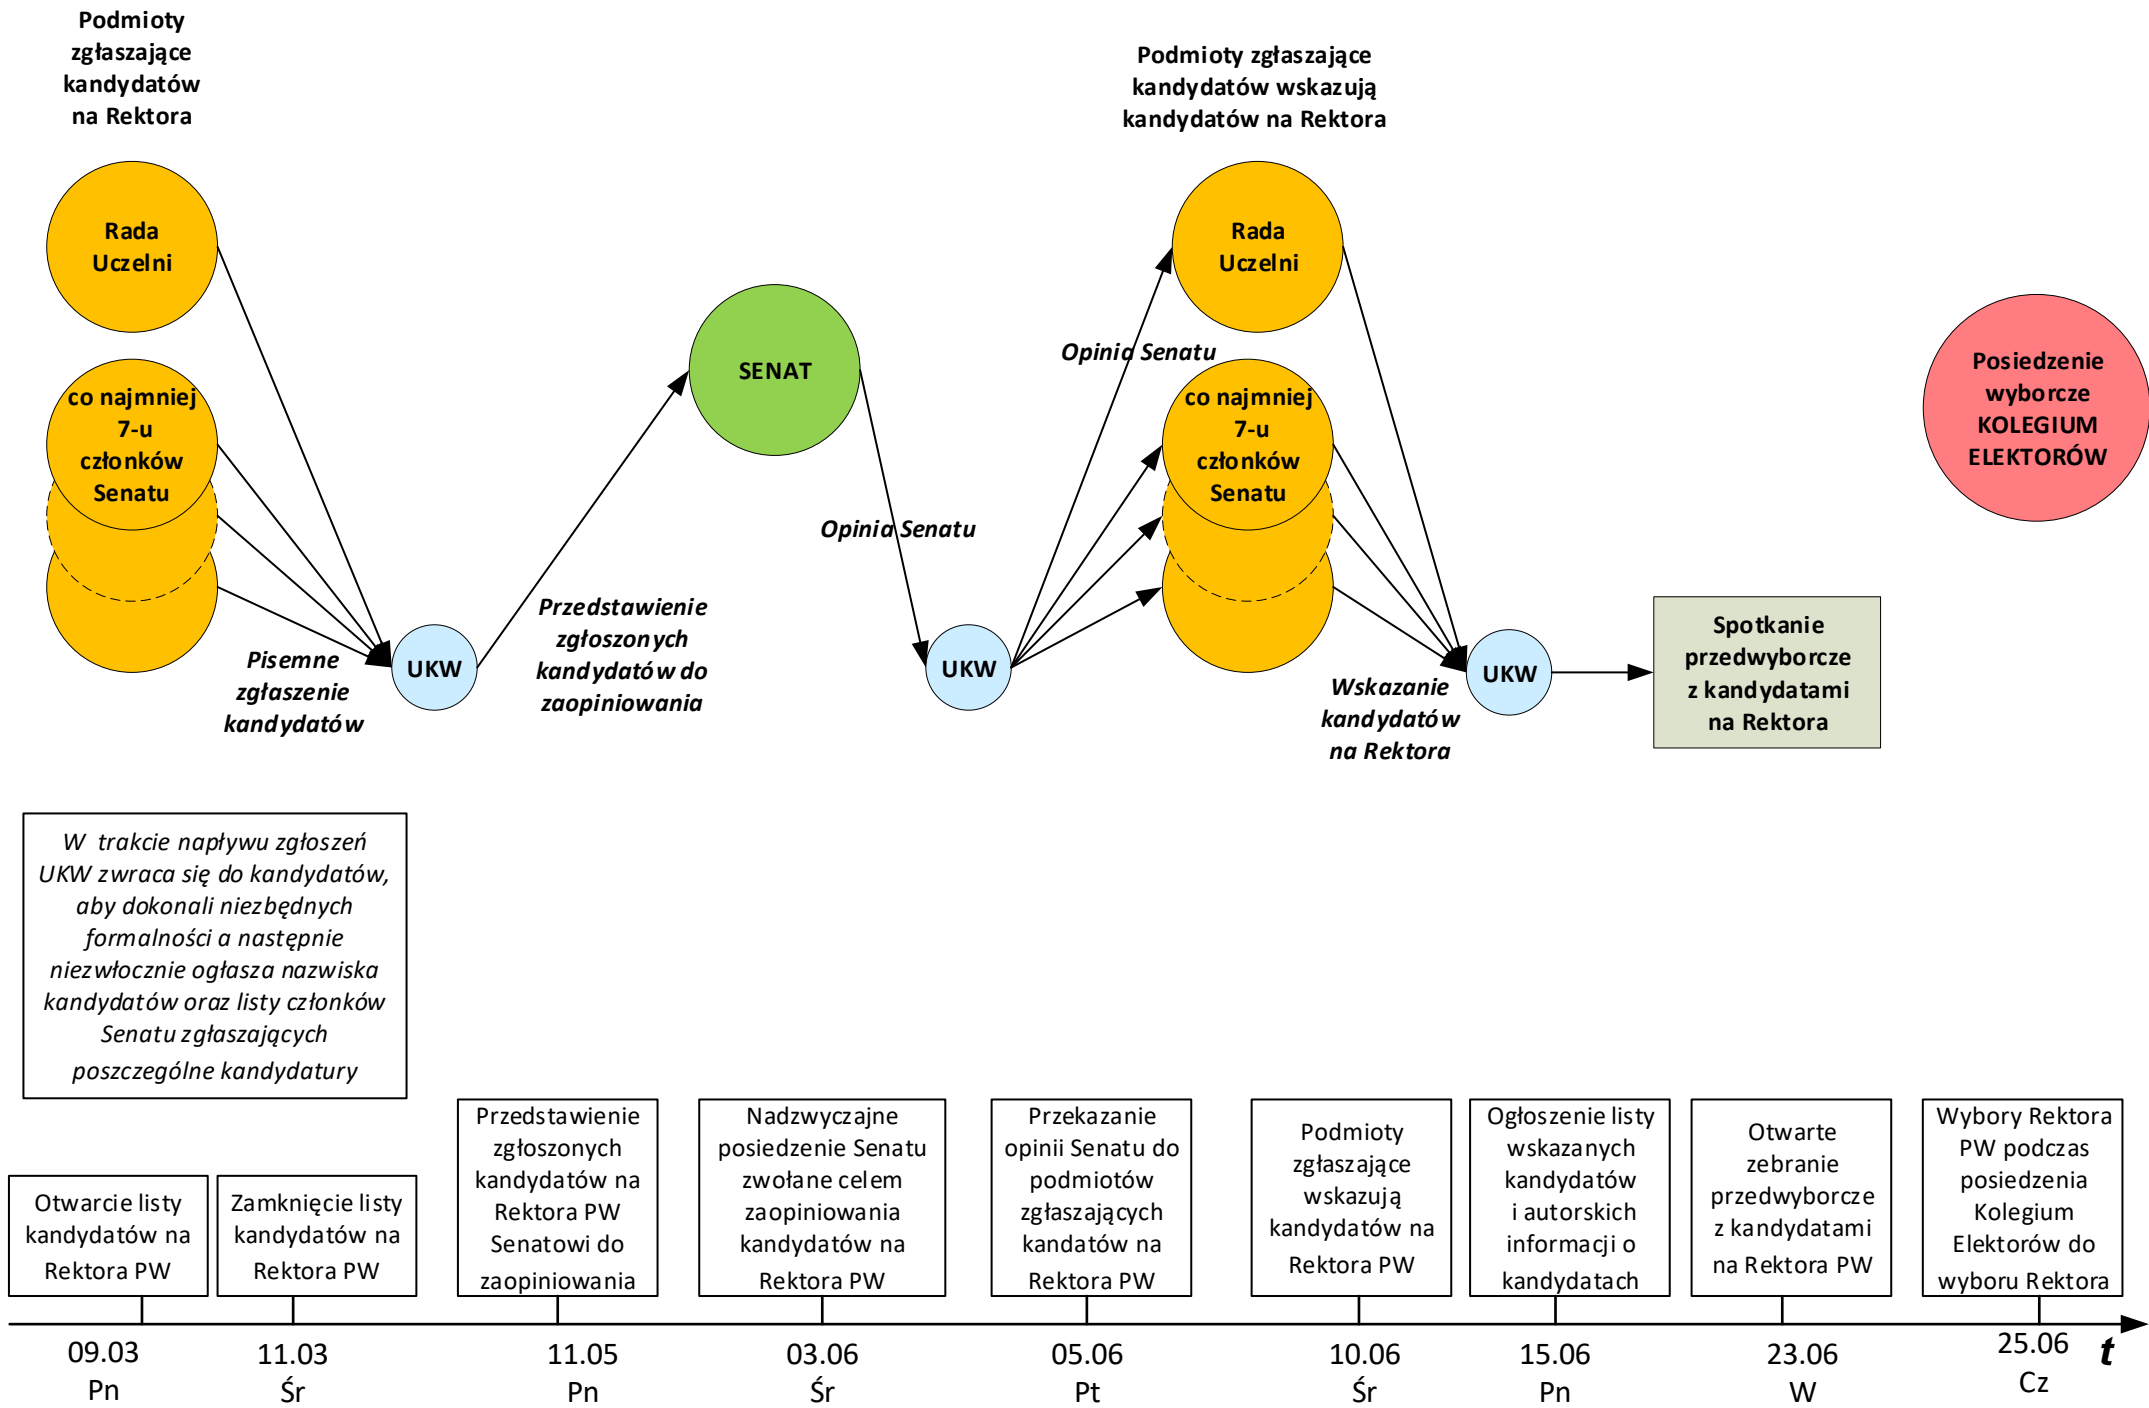 Podmioty
zgłaszające
kandydatów
na Rektora
Podmioty zgłaszające
kandydatów wskazują
kandydatów na Rektora
Rada
Uczelni
co najmniej
7-u
członków
Senatu
Pisemne
zgłaszenie
kandydatów
UKW
Przedstawienie
zgłoszonych
kandydatów do
zaopiniowania
SENAT
Opinia Senatu
UKW
Opinia Senatu
Rada
Uczelni
co najmniej
7-u
członków
Senatu
Wskazanie
kandydatów
na Rektora
UKW
Spotkanie
przedwyborcze
z kandydatami
na Rektora
Posiedzenie
wyborcze
KOLEGIUM
ELEKTORÓW
W trakcie napływu zgłoszeń
UKW zwraca się do kandydatów,
aby dokonali niezbędnych
formalności a następnie
niezwłocznie ogłasza nazwiska
kandydatów oraz listy członków
Senatu zgłaszających
poszczególne kandydatury
Otwarcie listy
kandydatów na
Rektora PW
Zamknięcie listy
kandydatów na
Rektora PW
Przedstawienie
zgłoszonych
kandydatów na
Rektora PW
Senatowi do
zaopiniowania
Nadzwyczajne
posiedzenie Senatu
zwołane celem
zaopiniowania
kandydatów na
Rektora PW
Przekazanie
opinii Senatu do
podmiotów
zgłaszających
kandatów na
Rektora PW
Podmioty
zgłaszające
wskazują
kandydatów na
Rektora PW
Ogłoszenie listy
wskazanych
kandydatów
i autorskich
informacji o
kandydatach
Otwarte
zebranie
przedwyborcze
z kandydatami
na Rektora PW
Wybory Rektora
PW podczas
posiedzenia
Kolegium
Elektorów do
wyboru Rektora
09.03
Pn
11.03
Śr
11.05
Pn
03.06
Śr
05.06
Pt
10.06
Śr
15.06
Pn
23.06
W
25.06
Cz
t